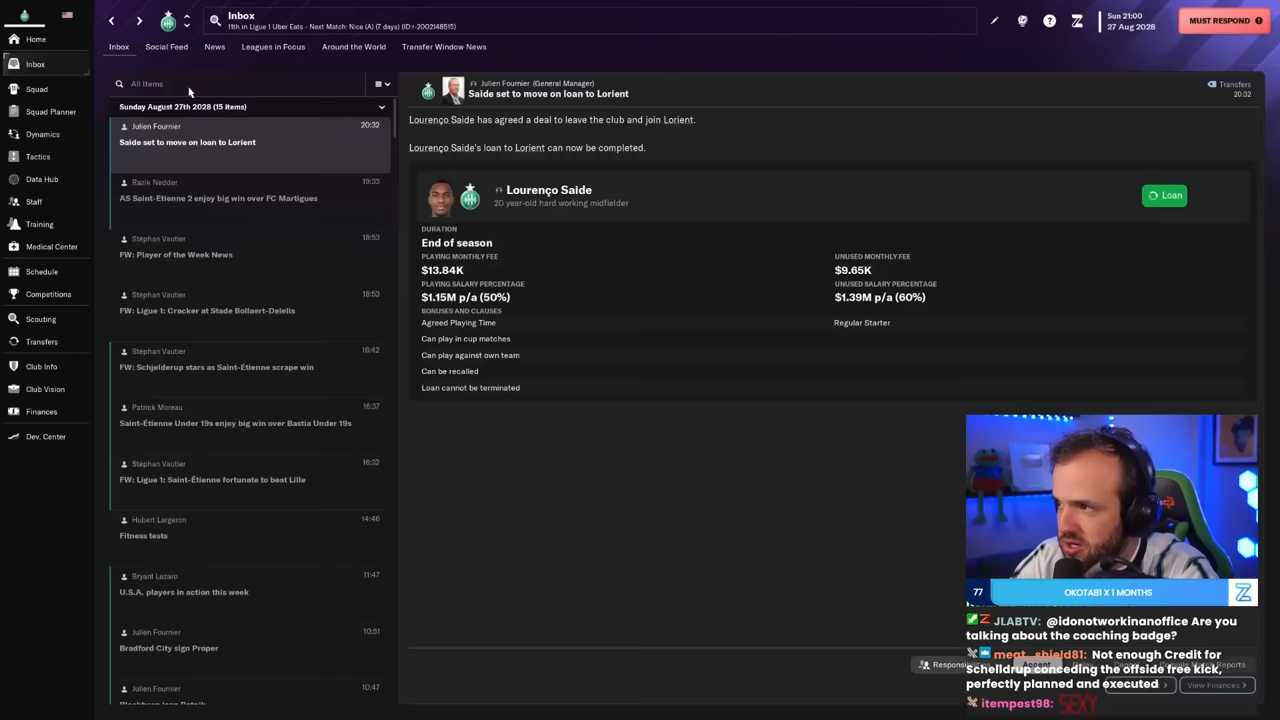 Inbox
11th in Ligue 1 Uber Eats - Next Match: Nice (A) (7 days) (ID:-2002148515)
Sun 21:00
27 Aug 2028
MUST RESPOND
Home
Inbox
Squad
Squad Planner
Dynamics
Tactics
Data Hub
Staff
Training
Medical Center
Schedule
Competitions
Scouting
Transfers
Club Info
Club Vision
Finances
Dev. Center
Inbox
Social Feed
News
Leagues in Focus
Around the World
Transfer Window News
All Items
Sunday August 27th 2028 (15 items)
Julien Fournier 20:32
Saide set to move on loan to Lorient
Razik Nedder 19:33
AS Saint-Etienne 2 enjoy big win over FC Martigues
Stéphan Vautier 18:53
FW: Player of the Week News
Stéphan Vautier 18:53
FW: Ligue 1: Cracker at Stade Bollaert-Delelis
Stéphan Vautier 16:42
FW: Schjelderup stars as Saint-Étienne scrape win
Patrick Moreau 16:37
Saint-Étienne Under 19s enjoy big win over Bastia Under 19s
Stéphan Vautier 16:32
FW: Ligue 1: Saint-Étienne fortunate to beat Lille
Hubert Largeron 14:46
Fitness tests
Bryant Lazaro 11:47
U.S.A. players in action this week
Julien Fournier 10:51
Bradford City sign Proper
Julien Fournier 10:47
Julien Fournier (General Manager)
Saide set to move on loan to Lorient
Transfers
20:32
Lourenço Saide has agreed a deal to leave the club and join Lorient.
Lourenço Saide's loan to Lorient can now be completed.
Lourenço Saide
20 year-old hard working midfielder
Loan
DURATION
End of season
PLAYING MONTHLY FEE UNUSED MONTHLY FEE
$13.84K $9.65K
PLAYING SALARY PERCENTAGE UNUSED SALARY PERCENTAGE
$1.15M p/a (50%) $1.39M p/a (60%)
BONUSES AND CLAUSES
Agreed Playing Time Regular Starter
Can play in cup matches
Can play against own team
Can be recalled
Loan cannot be terminated
77 OKOTA81 X 1 MONTHS
JLABTV: @idonotworkinanoffice Are you
talking about the coaching badge?
meat_shield81: Not enough Credit for
Schelldrup conceding the offside free kick,
perfectly planned and executed
itempest98: SEXY
Accept
Reports
View Finances